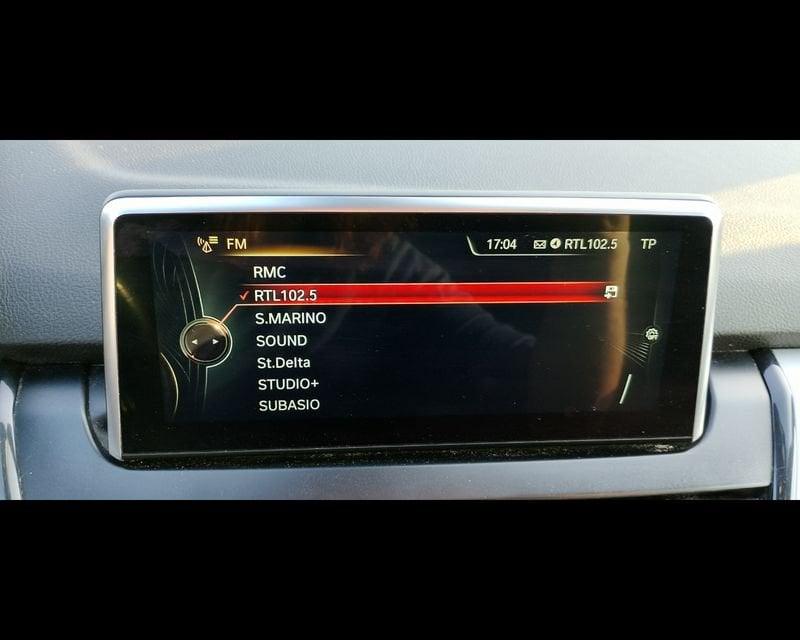 FM 17:04 RTL102.5 TP
RMC
RTL102.5
S.MARINO
SOUND
St.Delta
STUDIO+
SUBASIO